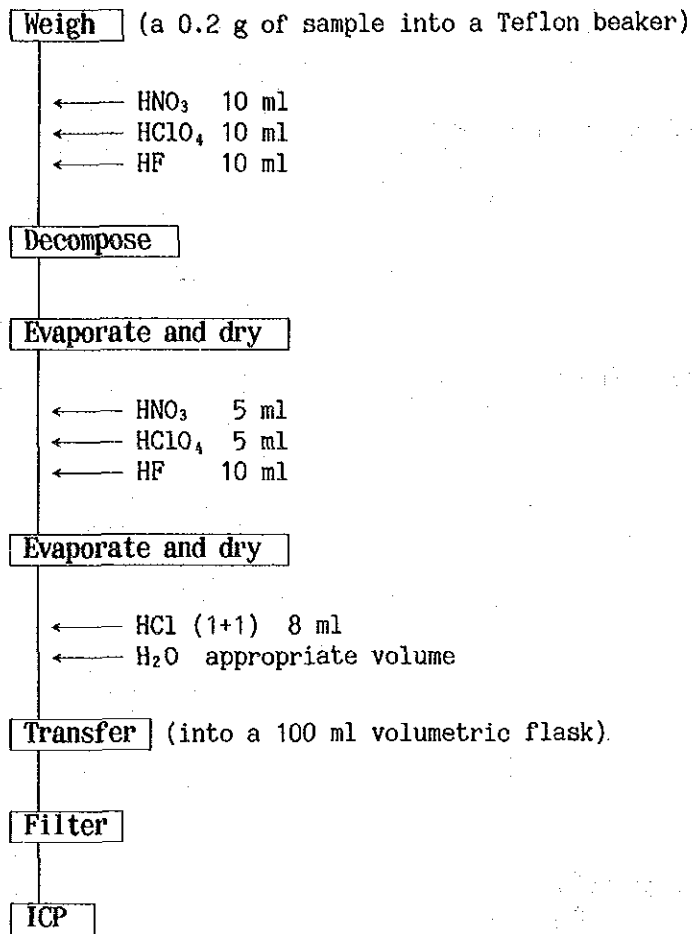 Weigh (a 0.2 g of sample into a Teflon beaker)
← HNO₃ 10 ml
← HClO₄ 10 ml
← HF 10 ml
Decompose
Evaporate and dry
← HNO₃ 5 ml
← HClO₄ 5 ml
← HF 10 ml
Evaporate and dry
← HCl (1+1) 8 ml
← H₂O appropriate volume
Transfer (into a 100 ml volumetric flask).
Filter
ICP